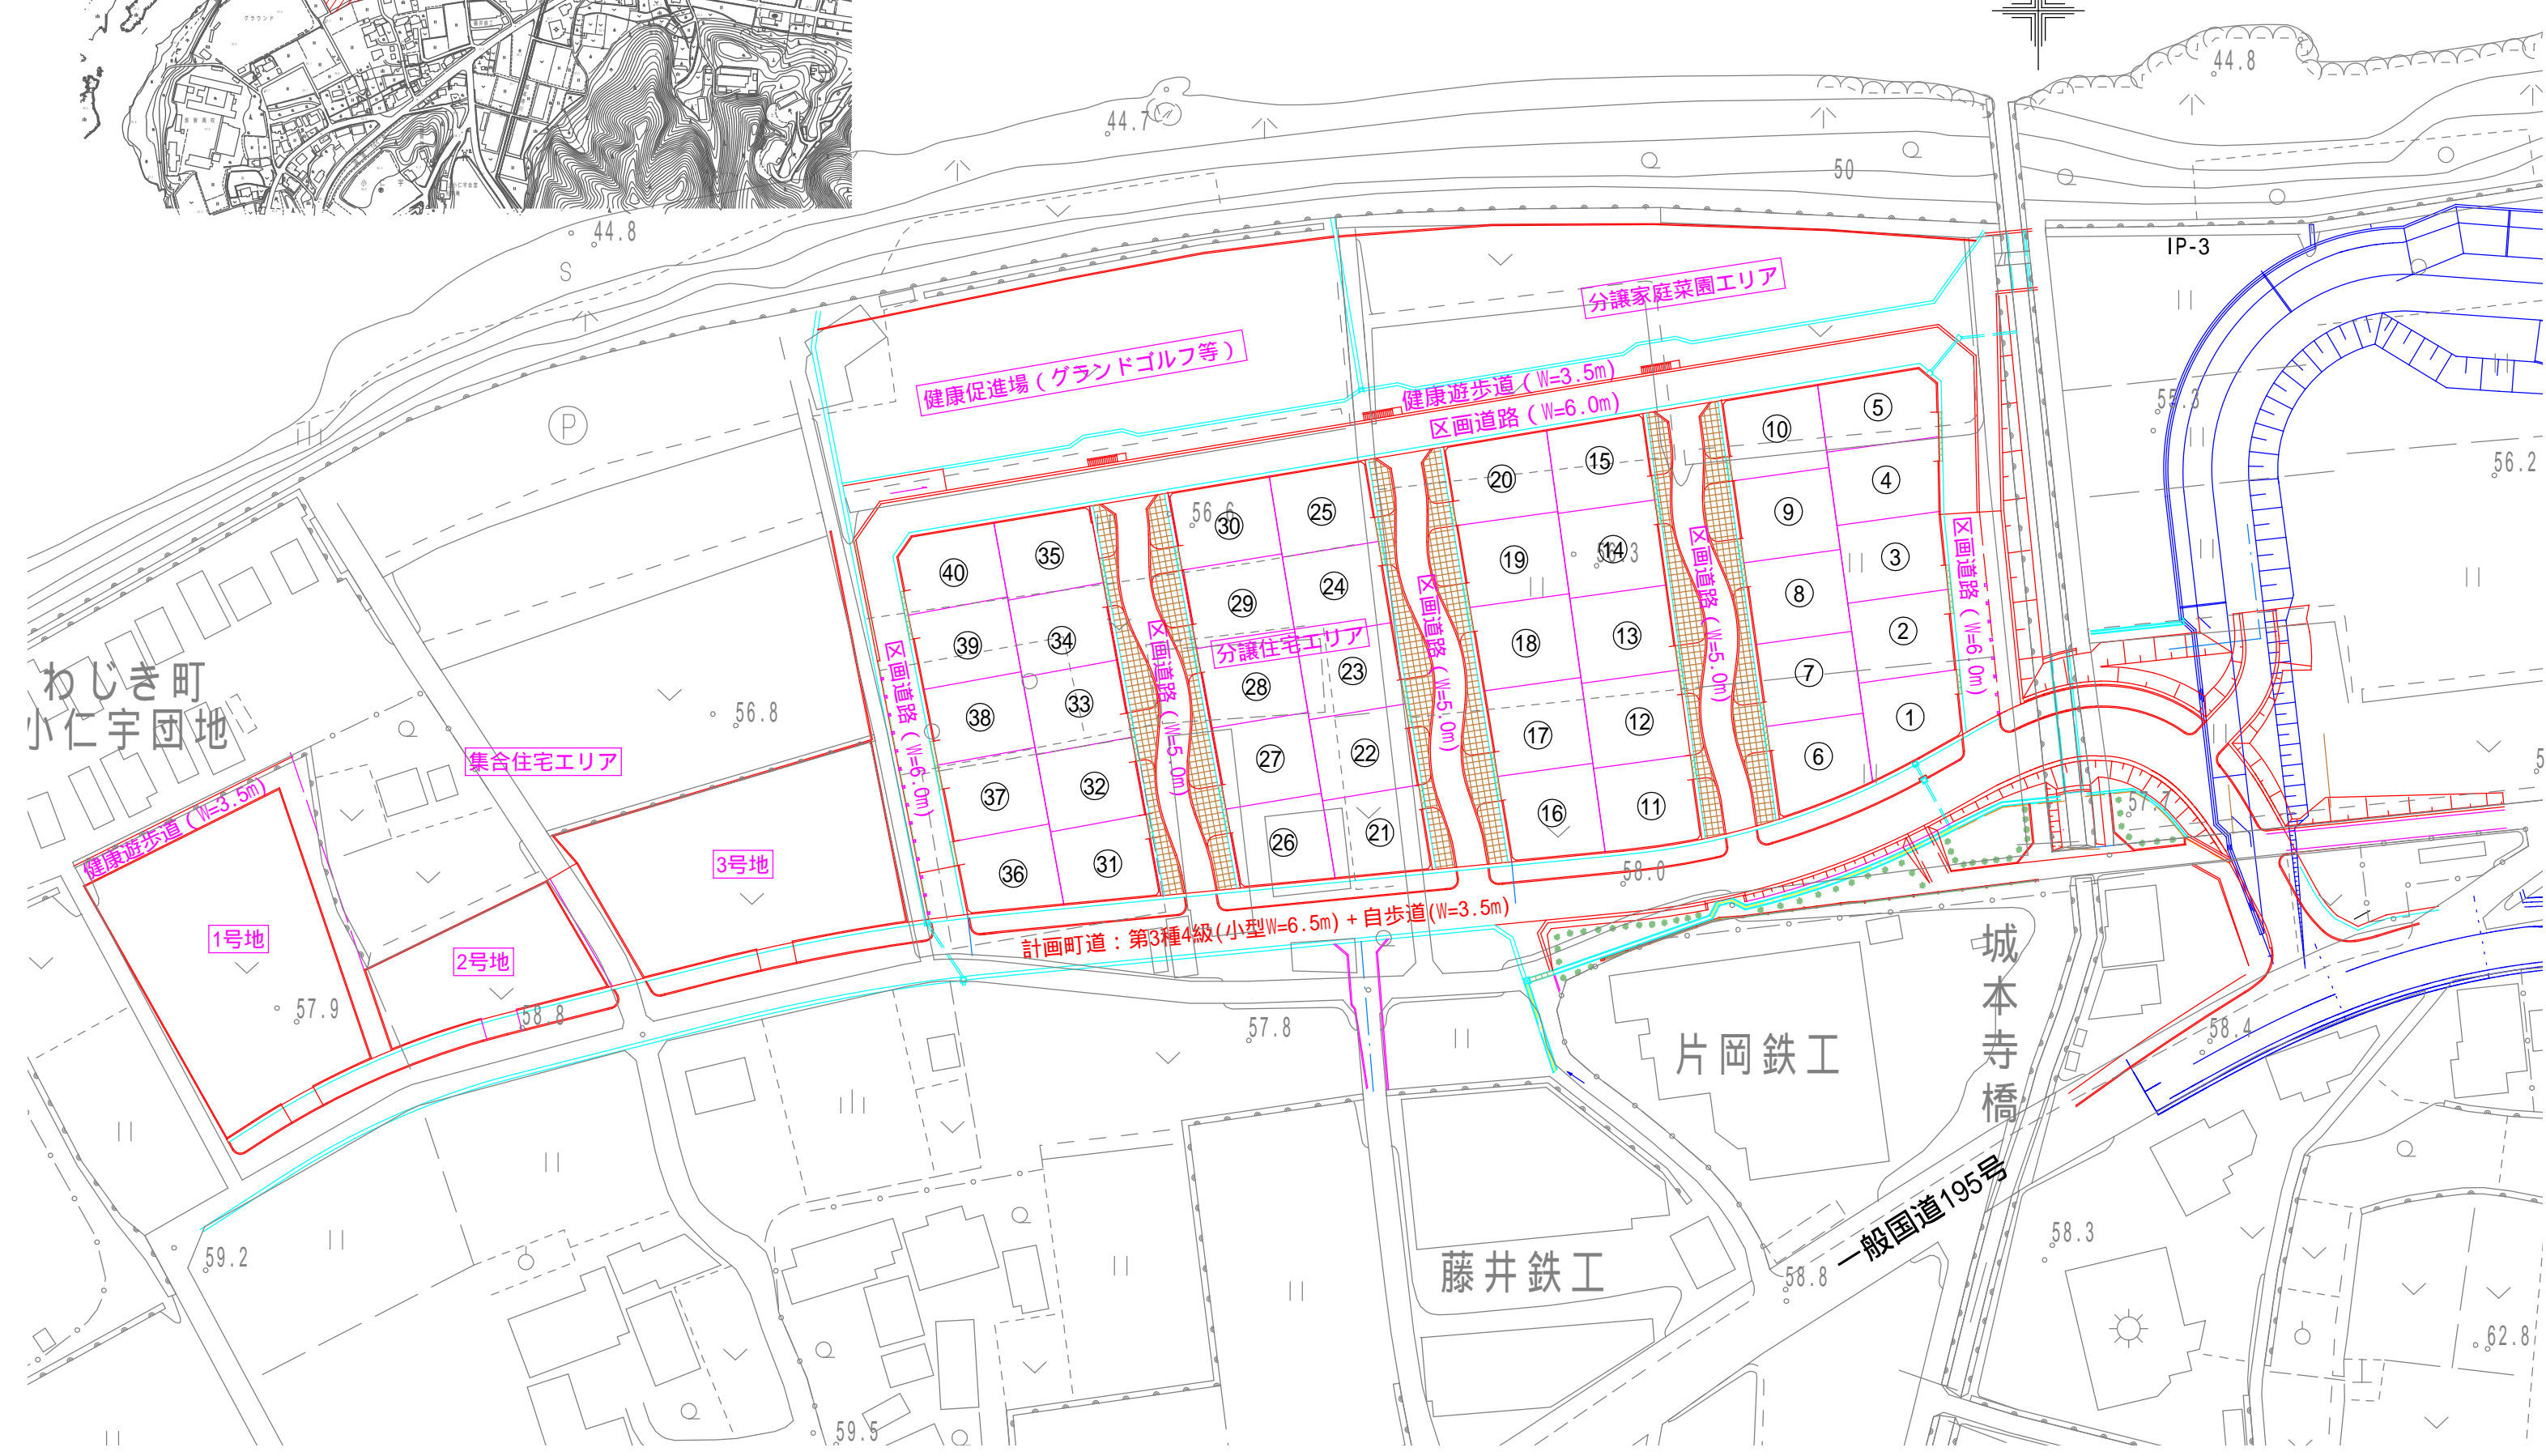 グラウンド
44.8
44.7
50
44.8
S
IP-3
分譲家庭菜園エリア
健康促進場（グランドゴルフ等）
健康遊歩道（W=3.5m）
区画道路（W=6.0m）
P
55.3
56.2
⑤
⑩
④
⑨
③
⑧
②
⑦
①
⑥
⑮
⑳
⑭
56.3
⑲
⑬
⑱
⑫
⑰
⑪
⑯
56.6
㉕
㉚
㉔
㉙
分譲住宅エリア
㉓
㉘
㉒
㉗
㉑
㉖
㉟
㊵
㉞
㊴
㉝
㊳
㉜
㊲
㉛
㊱
区画道路（W=6.0m）
区画道路（W=5.0m）
区画道路（W=5.0m）
区画道路（W=5.0m）
区画道路（W=6.0m）
わじき町
小仁宇団地
56.8
集合住宅エリア
健康遊歩道（W=3.5m）
1号地
2号地
3号地
57.9
58.8
58.0
57.7
計画町道：第3種4級(小型W=6.5m)＋自歩道(W=3.5m)
57.8
片岡鉄工
城本寺橋
58.4
藤井鉄工
一般国道195号
58.8
58.3
59.2
59.5
62.8